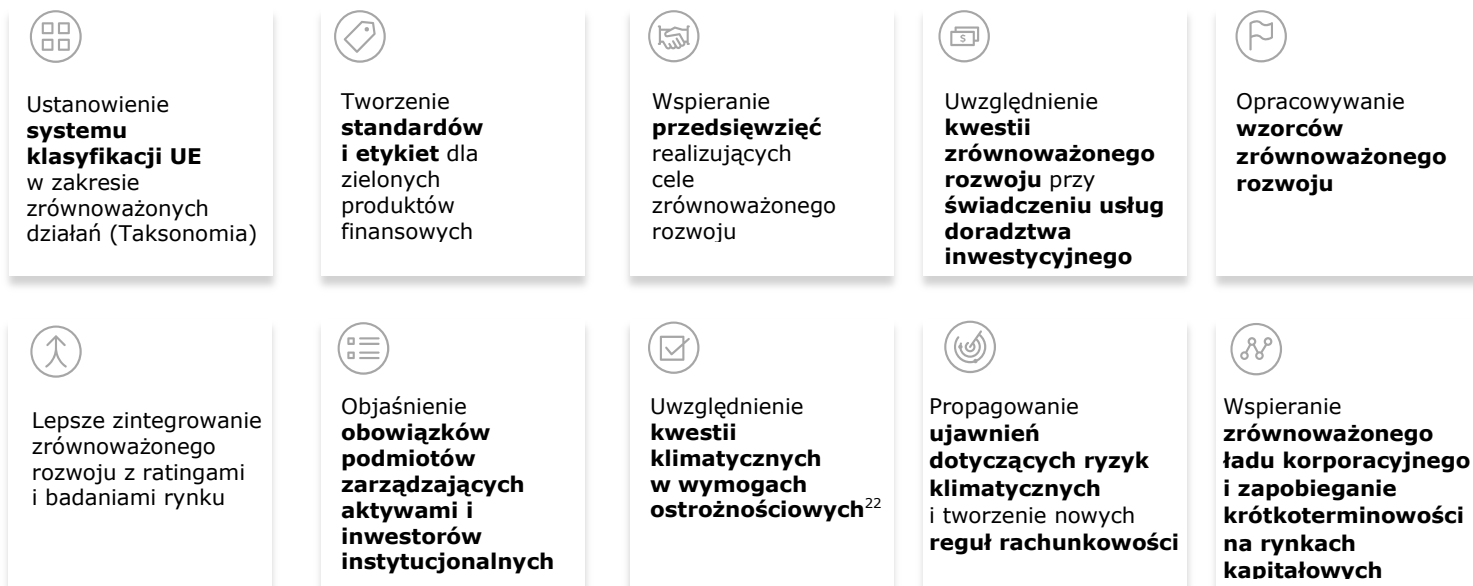 Ustanowienie
systemu
klasyfikacji UE
w zakresie
zrównoważonych
działań (Taksonomia)
Tworzenie
standardów
i etykiet dla
zielonych
produktów
finansowych
Wspieranie
przedsięwzięć
realizujących
cele
zrównoważonego
rozwoju
Uwzględnienie
kwestii
zrównoważonego
rozwoju przy
świadczeniu usług
doradztwa
inwestycyjnego
Opracowywanie
wzorców
zrównoważonego
rozwoju
Lepsze zintegrowanie
zrównoważonego
rozwoju z ratingami
i badaniami rynku
Objaśnienie
obowiązków
podmiotów
zarządzających
aktywami i
inwestorów
instytucjonalnych
Uwzględnienie
kwestii
klimatycznych
w wymogach
ostrożnościowych22
Propagowanie
ujawnień
dotyczących ryzyk
klimatycznych
i tworzenie nowych
reguł rachunkowości
Wspieranie
zrównoważonego
ładu korporacyjnego
i zapobieganie
krótkoterminowości
na rynkach
kapitałowych